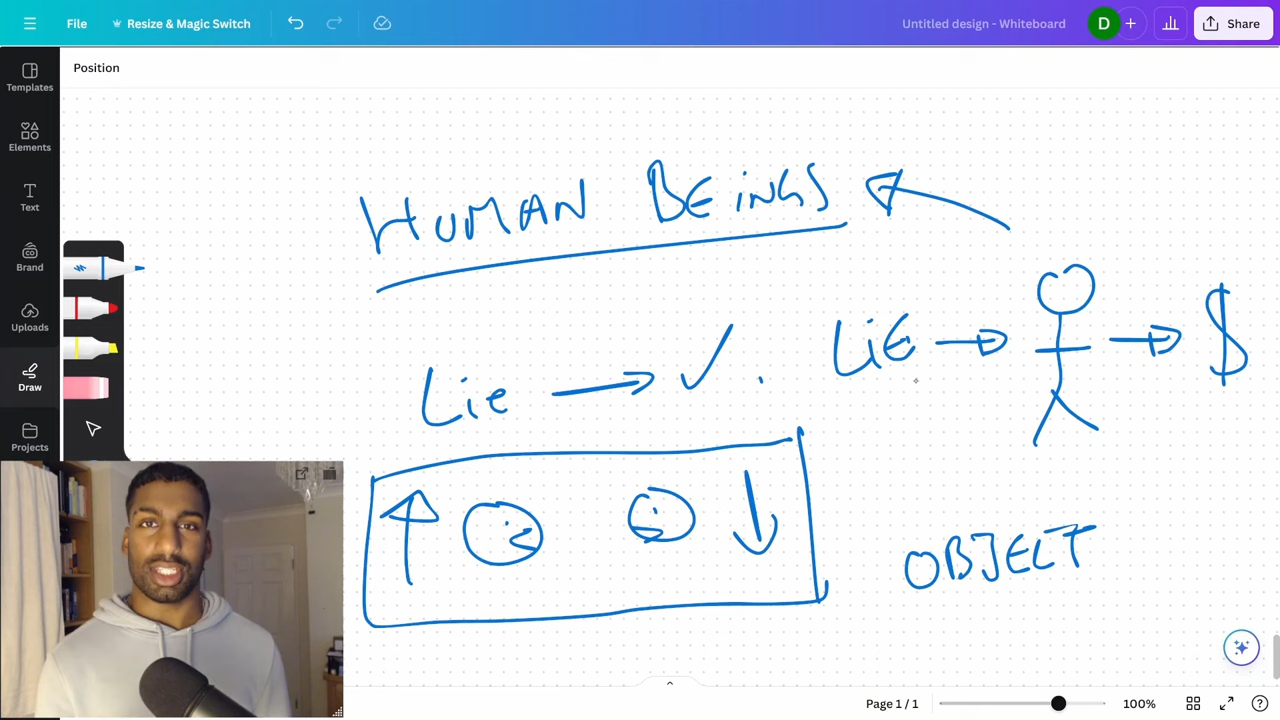 File
Resize & Magic Switch
Untitled design - Whiteboard
D
Share
Templates
Position
Elements
Text
Brand
Uploads
Draw
Projects
HUMAN BEiNGS
Lie
LiE
$
OBJECT
Page 1 / 1
100%